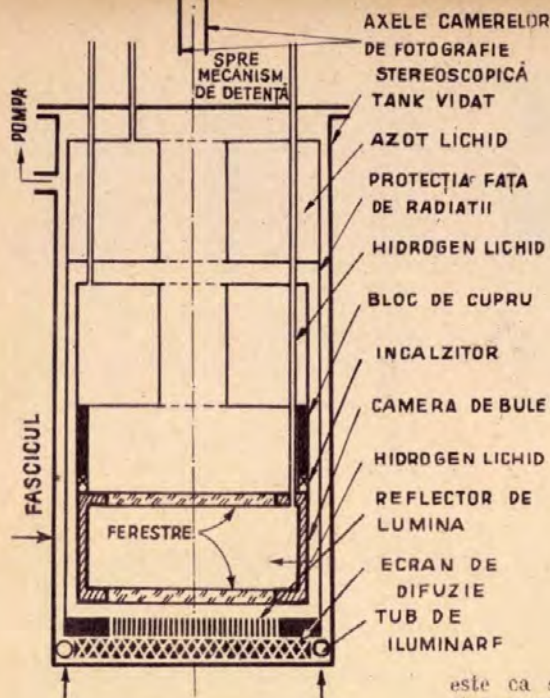 AXELE CAMERELOR
DE FOTOGRAFIE
STEREOSCOPICĂ
SPRE
MECANISM
DE DETENTĂ
TANK VIDAT
POMPA
AZOT LICHID
PROTECTIA FAȚA
DE RADIATII
HIDROGEN LICHID
BLOC DE CUPRU
INCALZITOR
CAMERA DE BULE
FASCICUL
HIDROGEN LICHID
REFLECTOR DE
LUMINA
FERESTRE
ECRAN DE
DIFUZIE
TUB DE
ILUMINARE
este ca